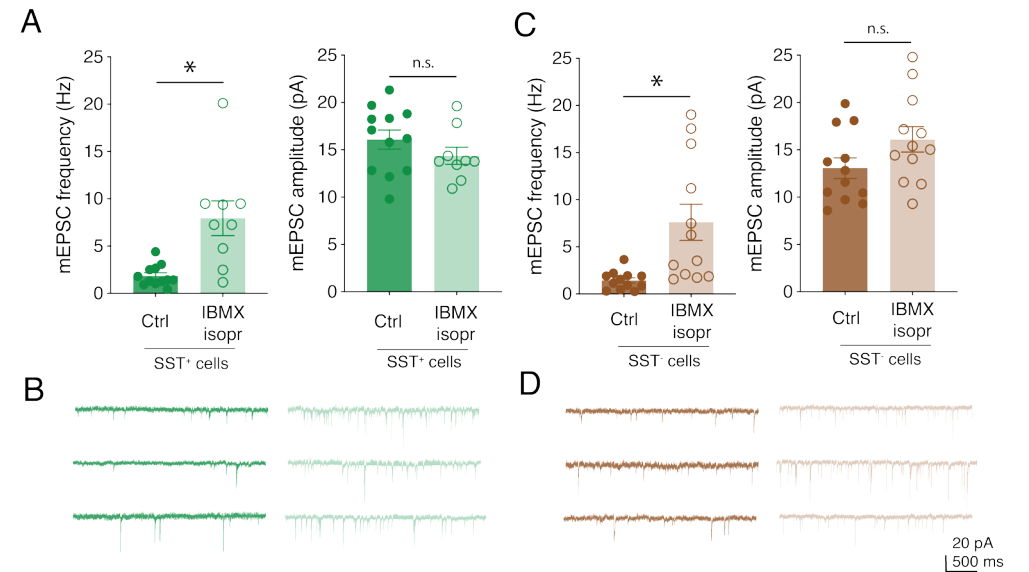 A
mEPSC frequency (Hz)
25
20
15
10
5
0
*
Ctrl
IBMX
isopr
SST⁺ cells
mEPSC amplitude (pA)
25
20
15
10
5
0
n.s.
Ctrl
IBMX
isopr
SST⁺ cells
C
mEPSC frequency (Hz)
25
20
15
10
5
0
*
Ctrl
IBMX
isopr
SST⁻ cells
mEPSC amplitude (pA)
25
20
15
10
5
0
n.s.
Ctrl
IBMX
isopr
SST⁻ cells
B
D
20 pA
500 ms